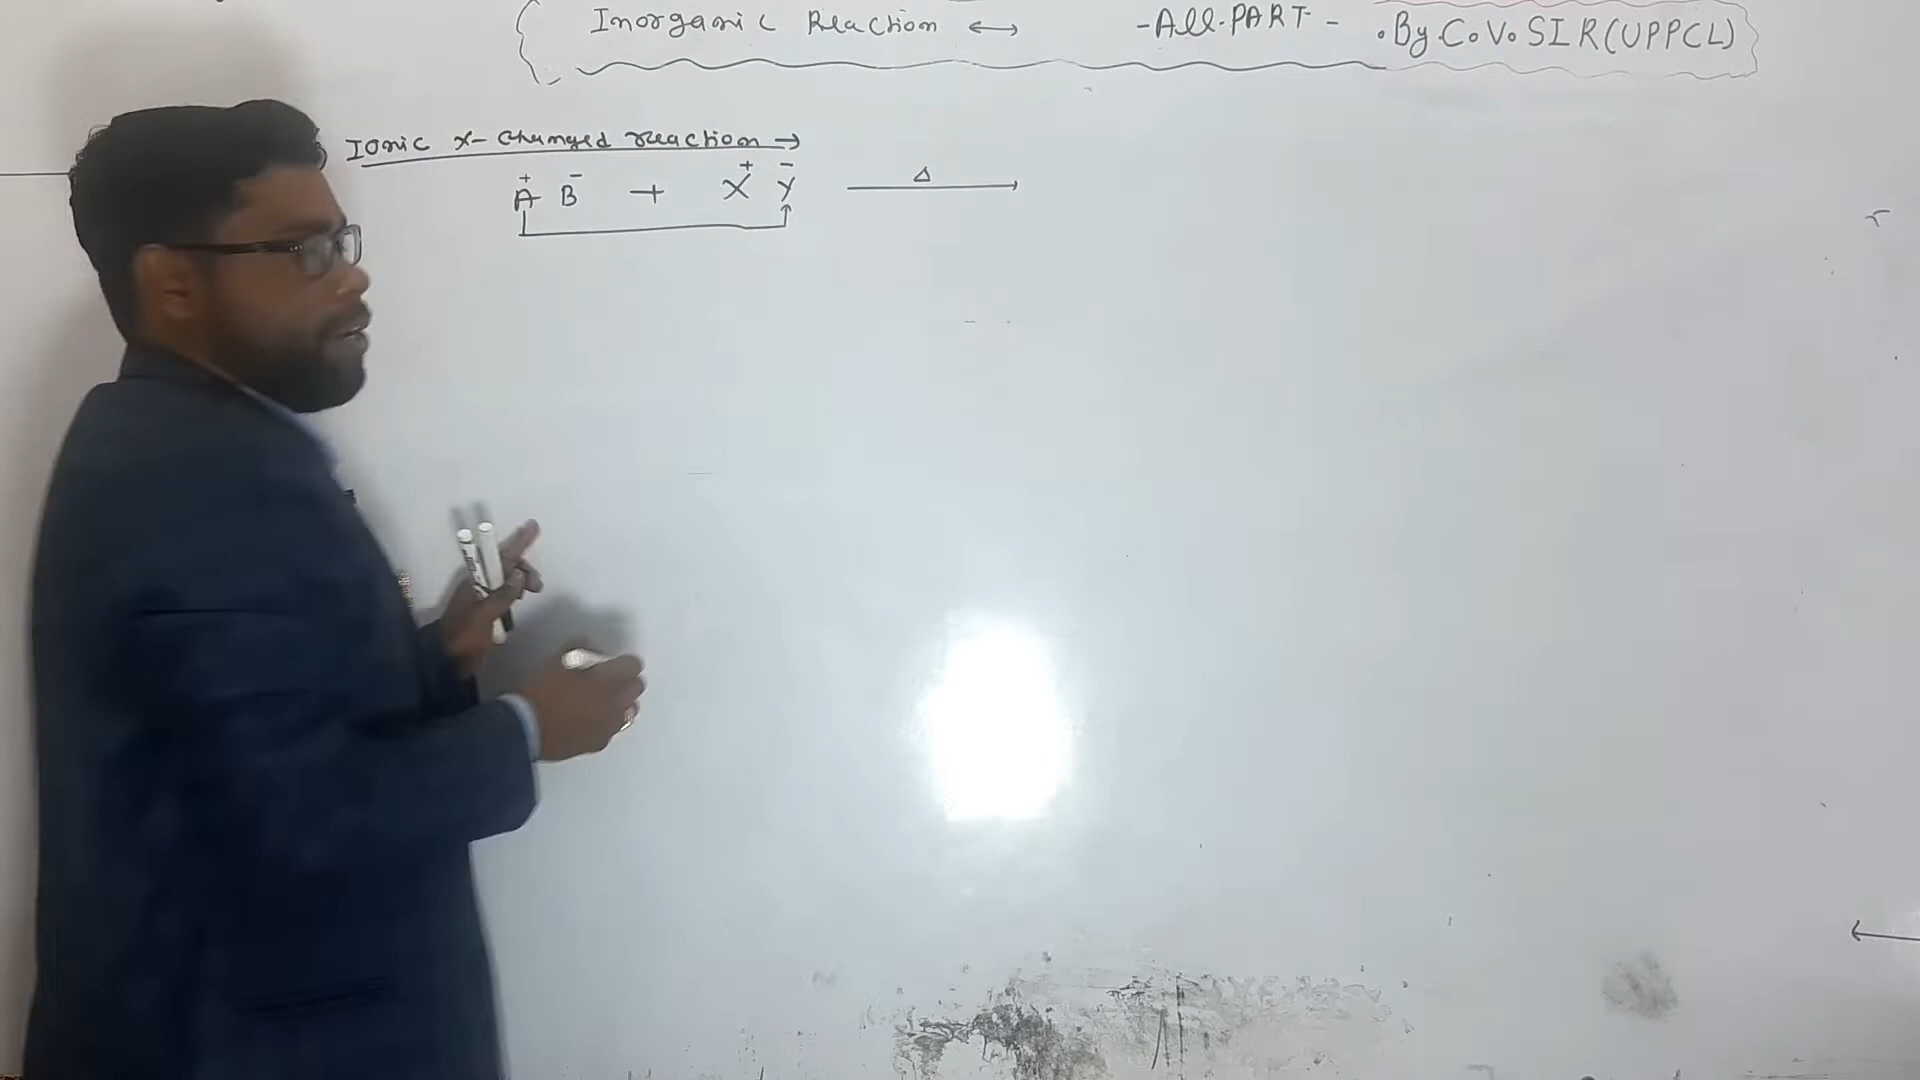 Inorganic Reaction ↔ -All-PART- • By.C.V.SIR(UPPCL)
Ionic X-Changed reaction →
A⁺ B⁻ + X⁺ Y⁻ —Δ→